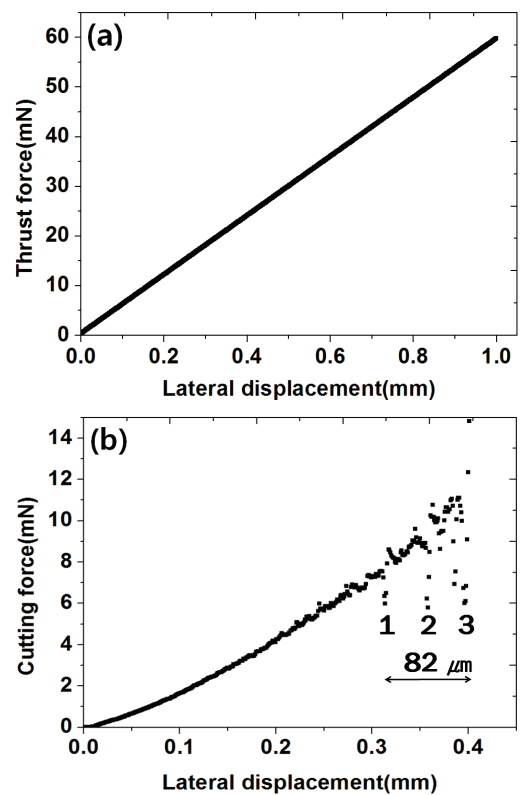 (a)
Thrust force(mN)
60
50
40
30
20
10
0
0.0 0.2 0.4 0.6 0.8 1.0
Lateral displacement(mm)
(b)
Cutting force(mN)
14
12
10
8
6
4
2
0
1 2 3
82 μm
0.0 0.1 0.2 0.3 0.4
Lateral displacement(mm)